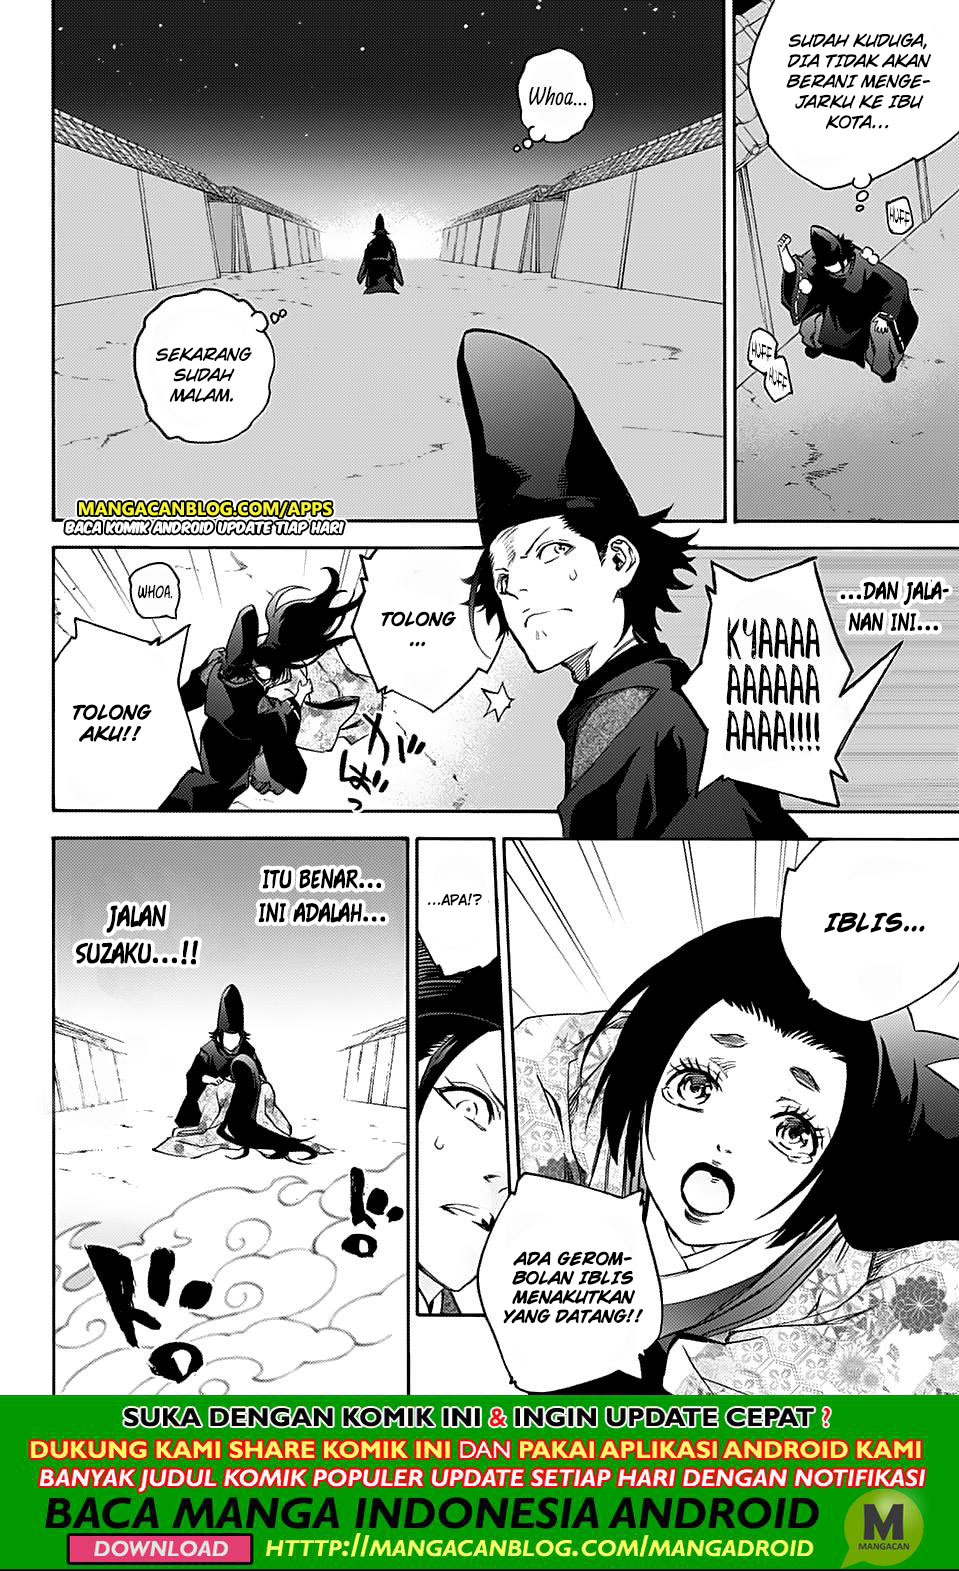 SUDAH KUDUGA,
DIA TIDAK AKAN
BERANI MENGE-
JARKU KE IBU
KOTA...
HUFF
HUFF
HUFF
Whoa...
SEKARANG
SUDAH
MALAM.
MANGACANBLOG.COM/APPS
BACA KOMIK ANDROID UPDATE TIAP HARI
...DAN JALA-
NAN INI...
KYAAAA
AAAAAA
AAAA!!!!
TOLONG
...
WHOA.
TOLONG
AKU!!
IBLIS...
ADA GEROM-
BOLAN IBLIS
MENAKUTKAN
YANG DATANG!!
...APA!?
ITU BENAR...
INI ADALAH...
JALAN
SUZAKU...!!
ドド
SUKA DENGAN KOMIK INI & INGIN UPDATE CEPAT ?
DUKUNG KAMI SHARE KOMIK INI DAN PAKAI APLIKASI ANDROID KAMI
BANYAK JUDUL KOMIK POPULER UPDATE SETIAP HARI DENGAN NOTIFIKASI
BACA MANGA INDONESIA ANDROID
DOWNLOAD HTTTP://MANGACANBLOG.COM/MANGADROID
M
MANGACAN